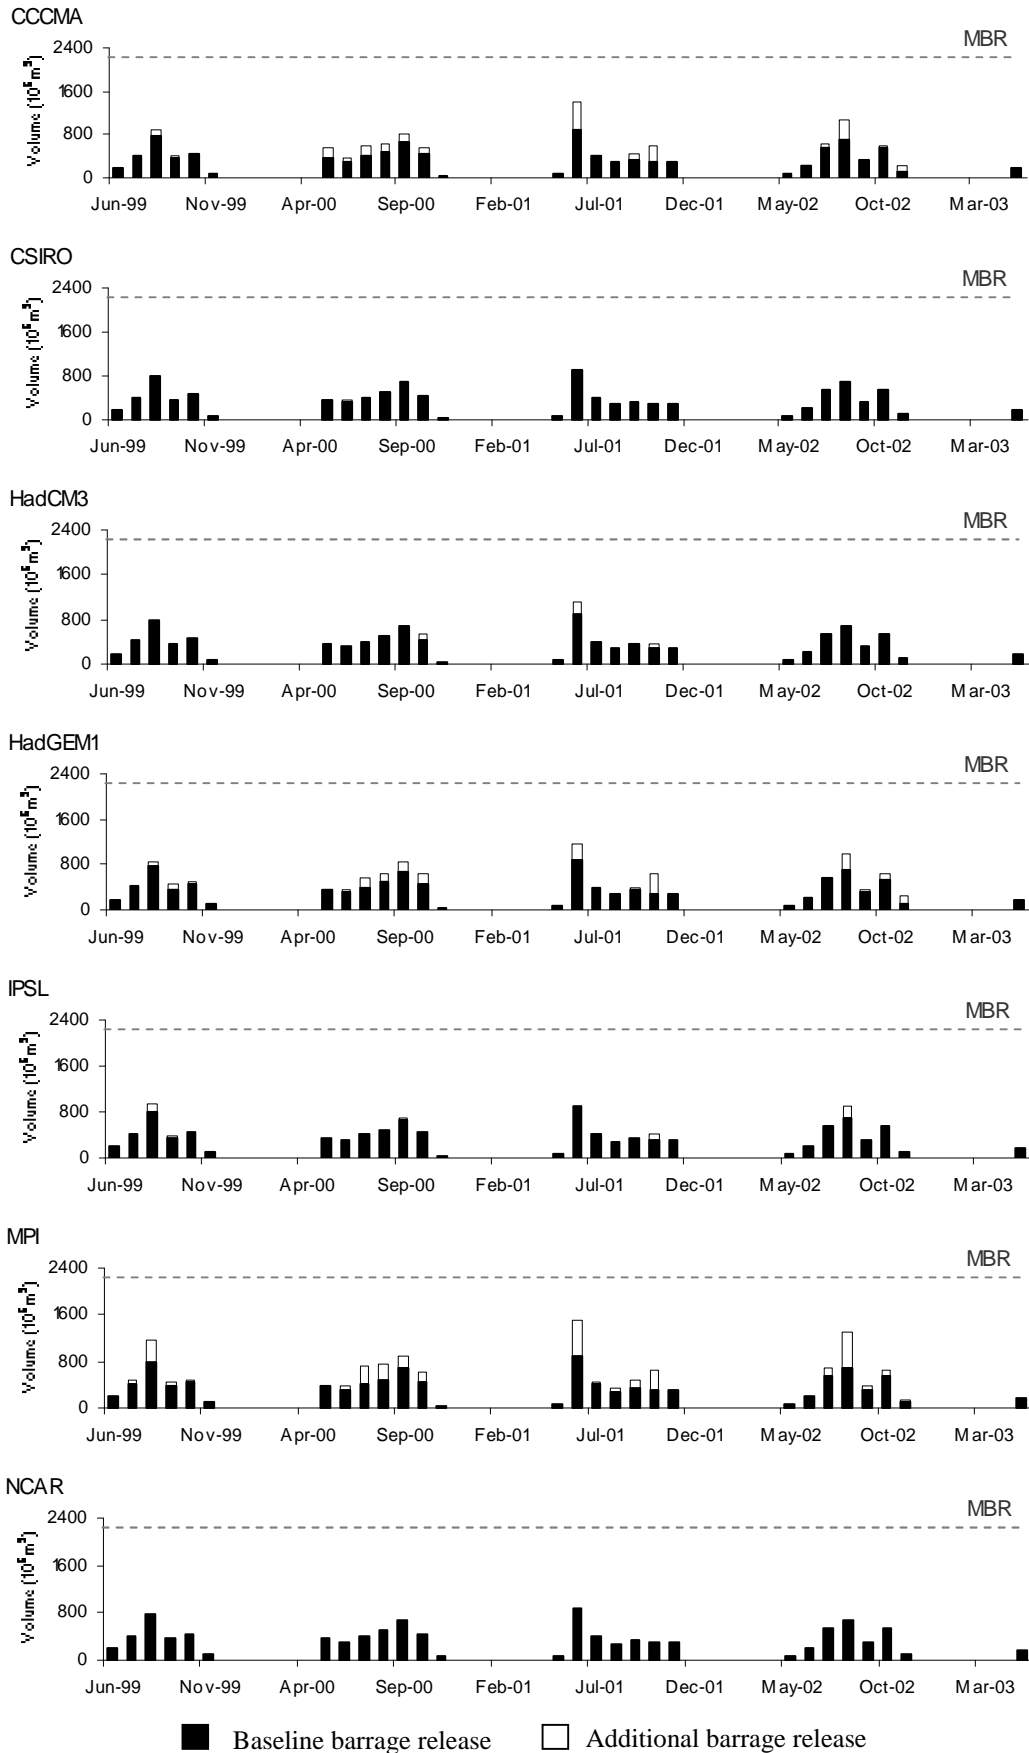 CCCMA
MBR
Volume (10⁶m³)
2400
1600
800
0
Jun-99 Nov-99 Apr-00 Sep-00 Feb-01 Jul-01 Dec-01 May-02 Oct-02 Mar-03
CSIRO
MBR
Volume (10⁶m³)
2400
1600
800
0
Jun-99 Nov-99 Apr-00 Sep-00 Feb-01 Jul-01 Dec-01 May-02 Oct-02 Mar-03
HadCM3
MBR
Volume (10⁶m³)
2400
1600
800
0
Jun-99 Nov-99 Apr-00 Sep-00 Feb-01 Jul-01 Dec-01 May-02 Oct-02 Mar-03
HadGEM1
MBR
Volume (10⁶m³)
2400
1600
800
0
Jun-99 Nov-99 Apr-00 Sep-00 Feb-01 Jul-01 Dec-01 May-02 Oct-02 Mar-03
IPSL
MBR
Volume (10⁶m³)
2400
1600
800
0
Jun-99 Nov-99 Apr-00 Sep-00 Feb-01 Jul-01 Dec-01 May-02 Oct-02 Mar-03
MPI
MBR
Volume (10⁶m³)
2400
1600
800
0
Jun-99 Nov-99 Apr-00 Sep-00 Feb-01 Jul-01 Dec-01 May-02 Oct-02 Mar-03
NCAR
MBR
Volume (10⁶m³)
2400
1600
800
0
Jun-99 Nov-99 Apr-00 Sep-00 Feb-01 Jul-01 Dec-01 May-02 Oct-02 Mar-03
Baseline barrage release Additional barrage release